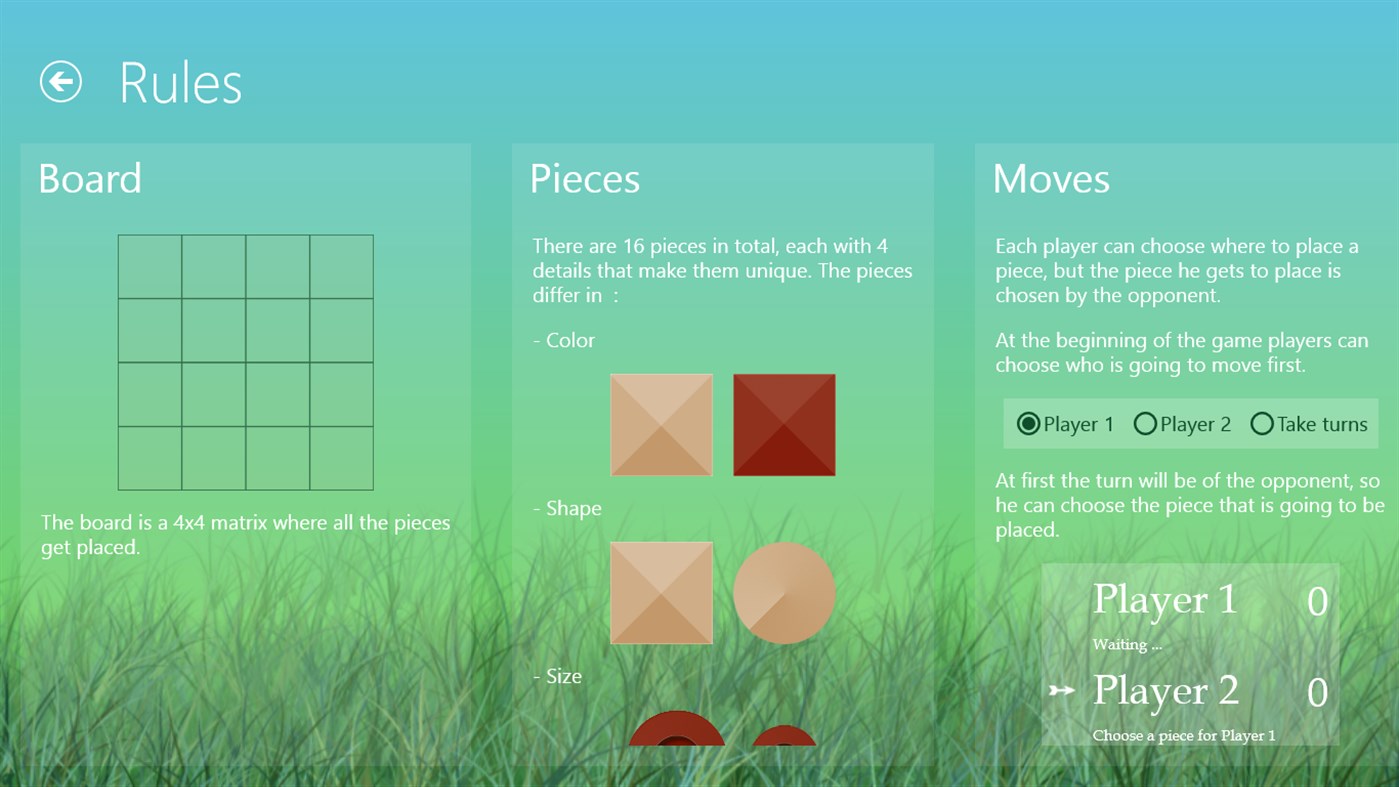 Rules
Board
The board is a 4x4 matrix where all the pieces
get placed.
Pieces
There are 16 pieces in total, each with 4
details that make them unique. The pieces
differ in  :
- Color
- Shape
- Size
Moves
Each player can choose where to place a
piece, but the piece he gets to place is
chosen by the opponent.
At the beginning of the game players can
choose who is going to move first.
Player 1 Player 2 Take turns
At first the turn will be of the opponent, so
he can choose the piece that is going to be
placed.
Player 1 0
Waiting ...
Player 2 0
Choose a piece for Player 1